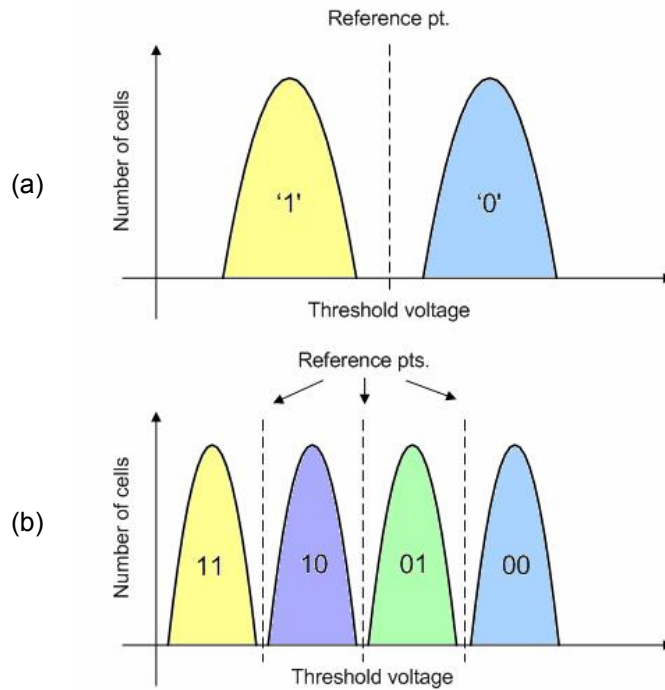 Reference pt.
(a)
Number of cells
'1'
'0'
Threshold voltage
Reference pts.
(b)
Number of cells
11
10
01
00
Threshold voltage